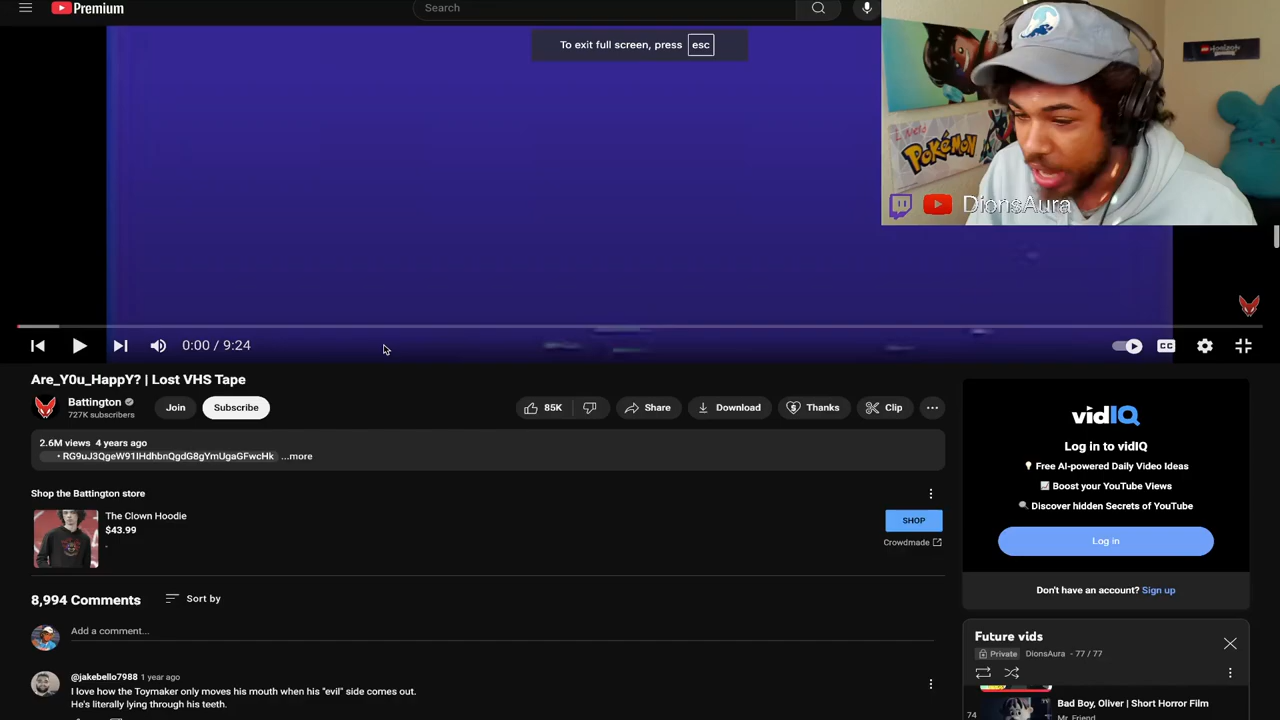 Premium
Search
To exit full screen, press esc
POKéMON
DionsAura
0:00 / 9:24
CC
Are_Y0u_HappY? | Lost VHS Tape
Battington
727K subscribers
Join
Subscribe
85K
Share
Download
Thanks
Clip
2.6M views 4 years ago
• RG9uJ3QgeW91IHdhbnQgdG8gYmUgaGFwcHk ...more
Shop the Battington store
The Clown Hoodie
$43.99
SHOP
Crowdmade
8,994 Comments
Sort by
Add a comment...
@jakebello7988 1 year ago
I love how the Toymaker only moves his mouth when his "evil" side comes out.
He's literally lying through his teeth.
vidIQ
Log in to vidIQ
Free AI-powered Daily Video Ideas
Boost your YouTube Views
Discover hidden Secrets of YouTube
Log in
Don't have an account? Sign up
Future vids
Private DionsAura - 77 / 77
74
Bad Boy, Oliver | Short Horror Film
Mr. Friend